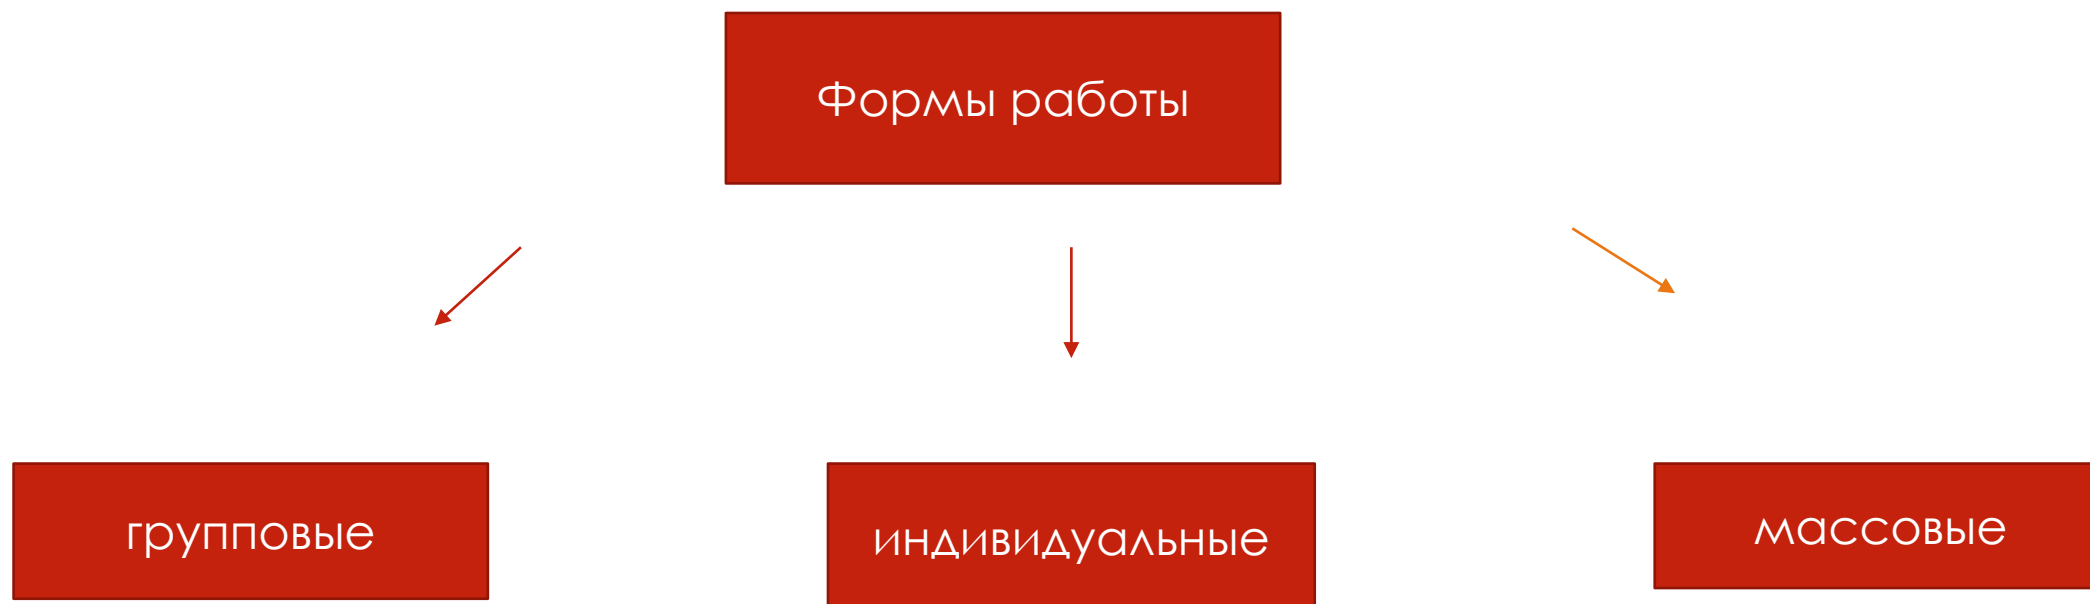 Формы работы
групповые
индивидуальные
массовые